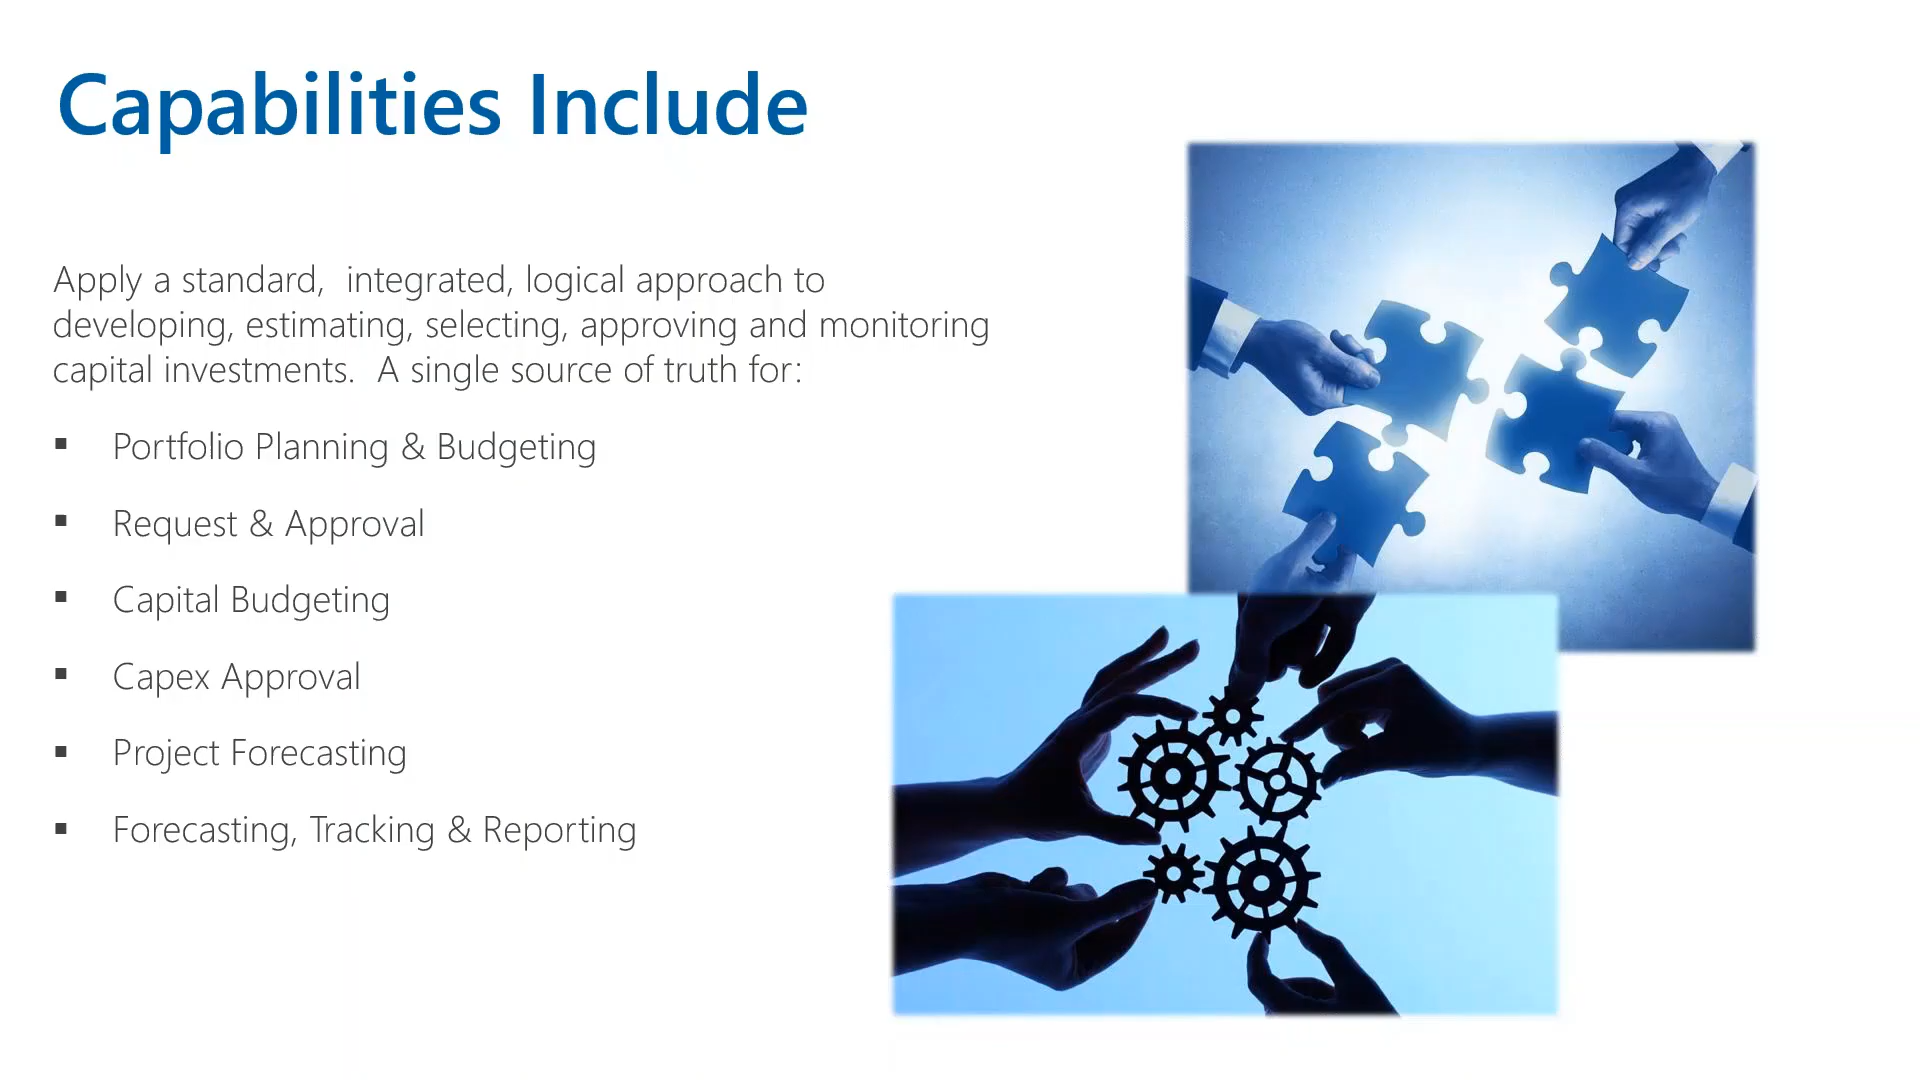 Capabilities Include
Apply a standard,  integrated, logical approach to
developing, estimating, selecting, approving and monitoring
capital investments.  A single source of truth for:
▪ Portfolio Planning & Budgeting
▪ Request & Approval
▪ Capital Budgeting
▪ Capex Approval
▪ Project Forecasting
▪ Forecasting, Tracking & Reporting